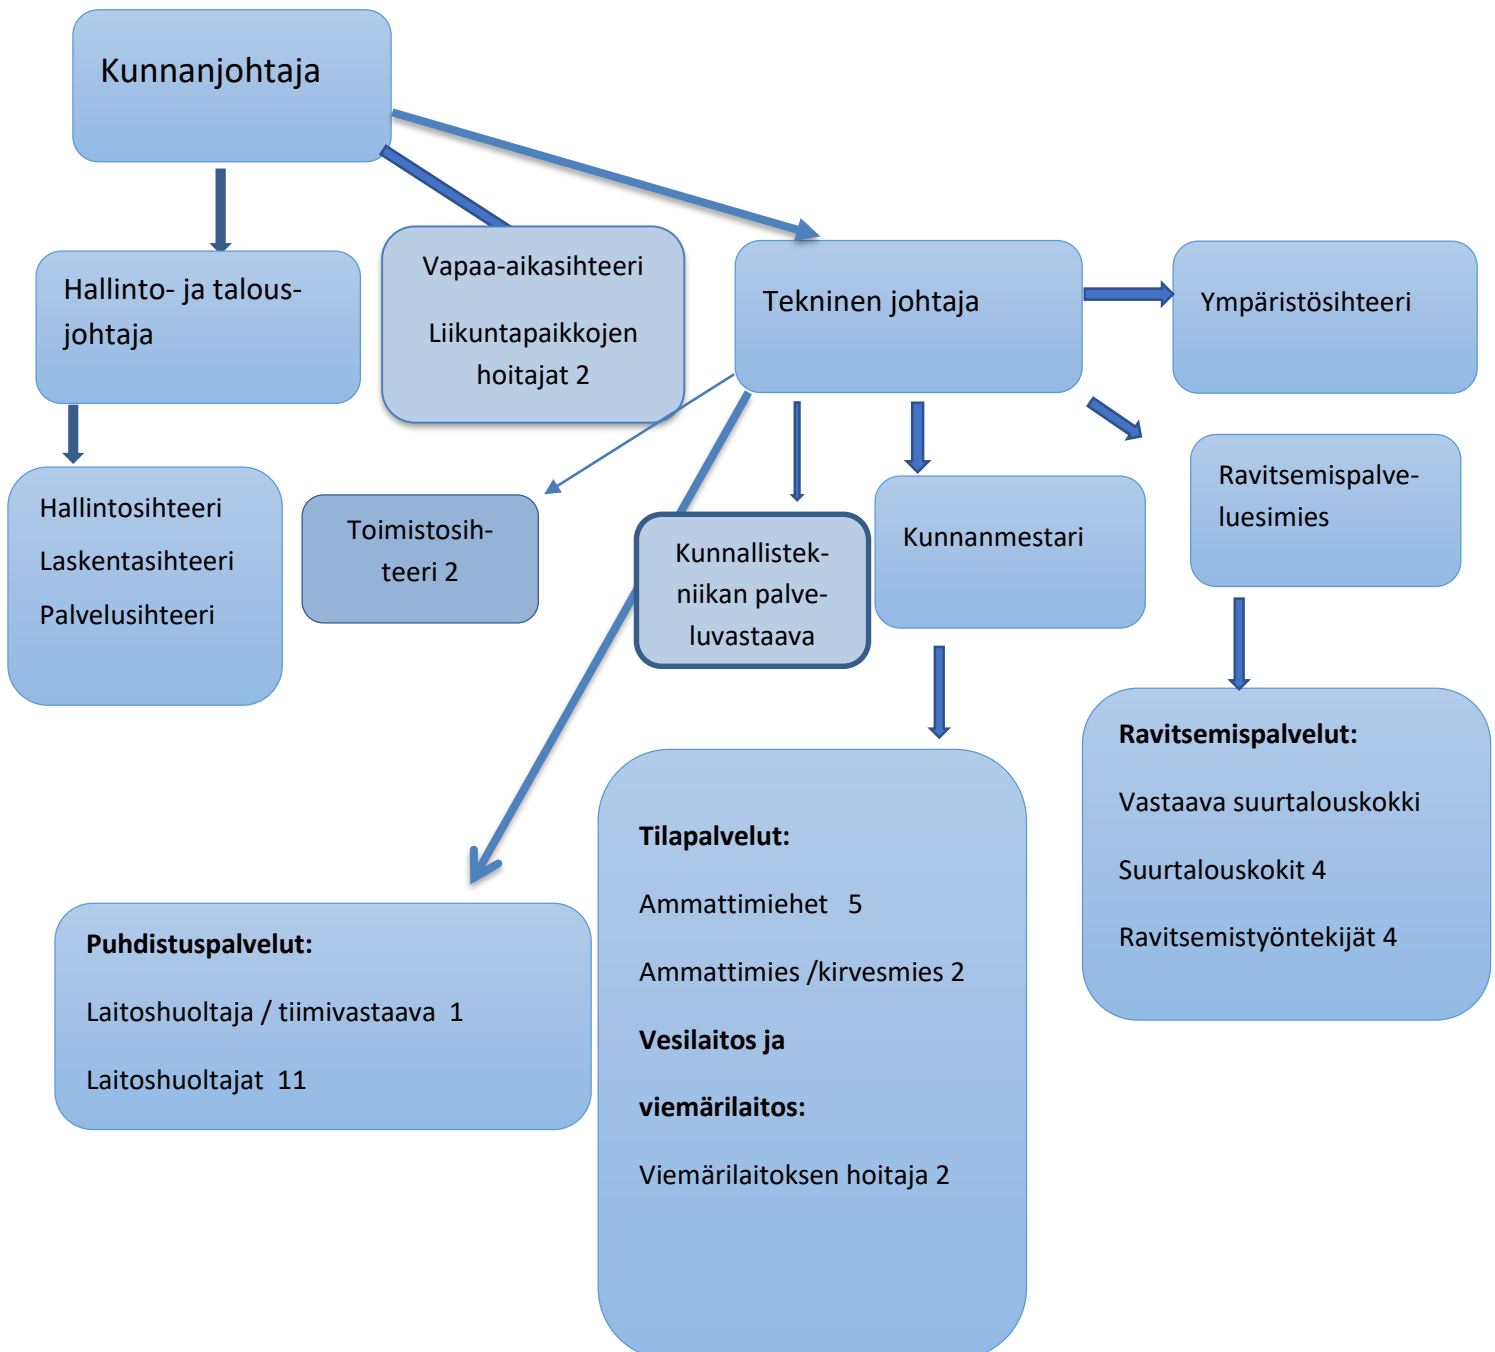 Kunnanjohtaja
Hallinto- ja talous-
johtaja
Vapaa-aikasihteeri
Liikuntapaikkojen
hoitajat 2
Tekninen johtaja
Ympäristösihteeri
Hallintosihteeri
Laskentasihteeri
Palvelusihteeri
Toimistosih-
teeri 2
Kunnallistek-
niikan palve-
luvastaava
Kunnanmestari
Ravitsemispalve-
luesimies
Puhdistuspalvelut:
Laitoshuoltaja / tiimivastaava 1
Laitoshuoltajat 11
Tilapalvelut:
Ammattimiehet 5
Ammattimies /kirvesmies 2
Vesilaitos ja
viemärilaitos:
Viemärilaitoksen hoitaja 2
Ravitsemispalvelut:
Vastaava suurtalouskokki
Suurtalouskokit 4
Ravitsemistyöntekijät 4